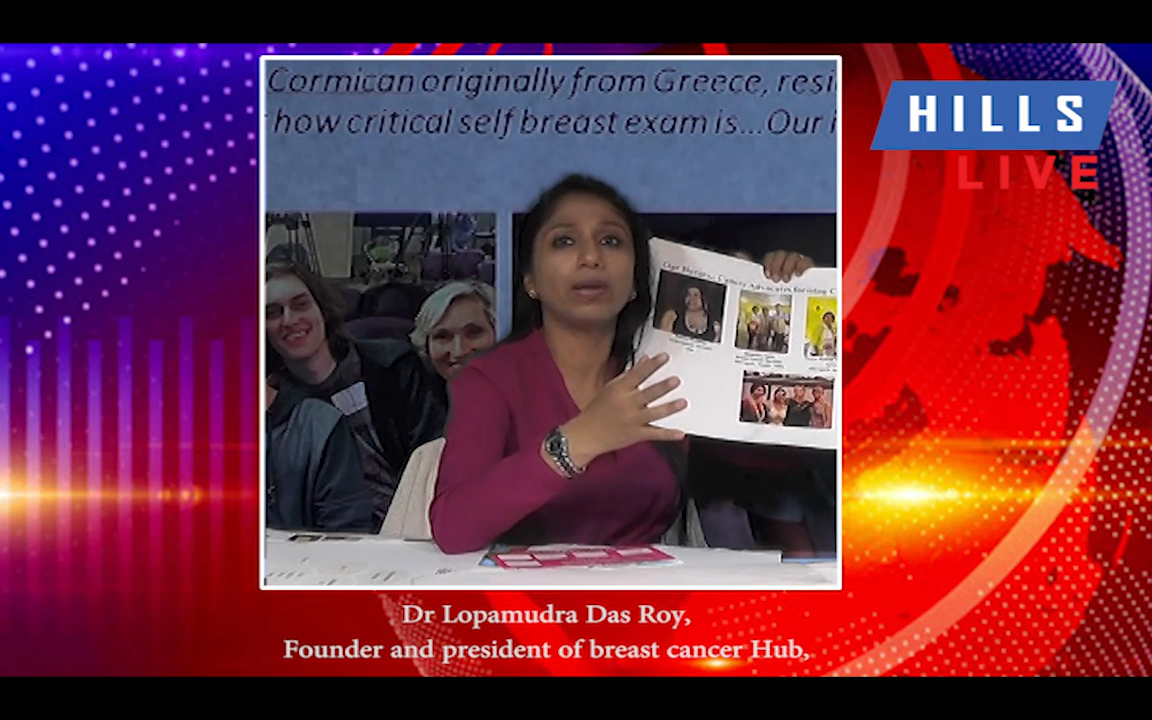 Cormican originally from Greece, resi
how critical self breast exam is...Our i
HILLS
LIVE
Dr Lopamudra Das Roy,
Founder and president of breast cancer Hub,